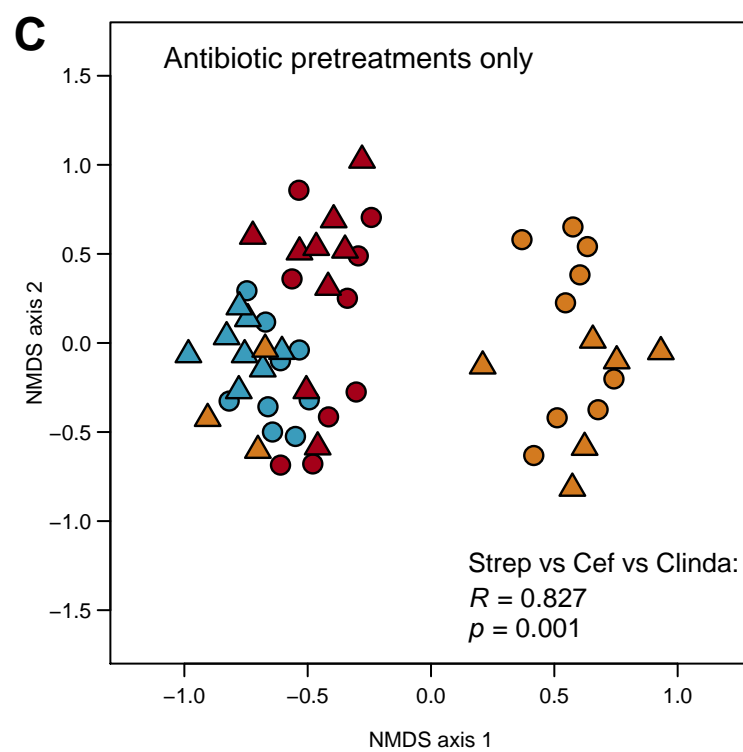 C
Antibiotic pretreatments only
1.5
1.0
0.5
0.0
−0.5
−1.0
−1.5
NMDS axis 2
Strep vs Cef vs Clinda:
R = 0.827
p = 0.001
−1.0 −0.5 0.0 0.5 1.0
NMDS axis 1